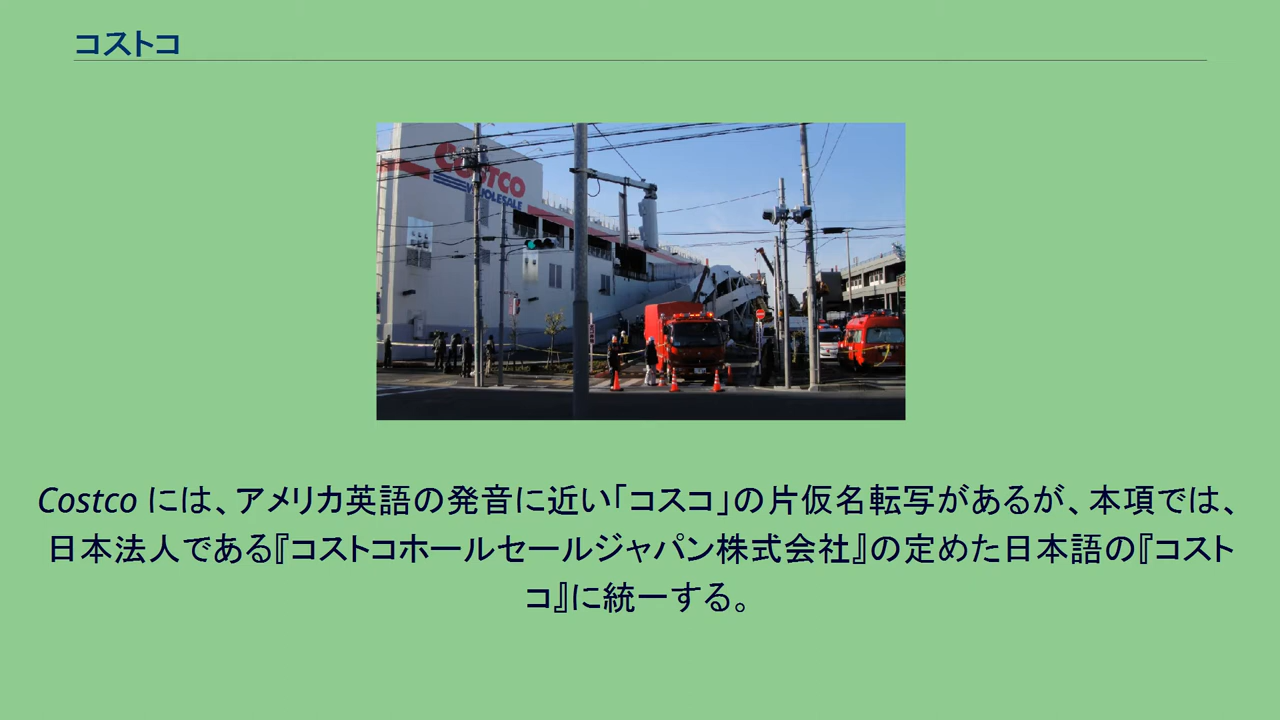 コストコ
COSTCO
WHOLESALE
Costco には、アメリカ英語の発音に近い「コスコ」の片仮名転写があるが、本項では、
日本法人である『コストコホールセールジャパン株式会社』の定めた日本語の『コスト
コ』に統一する。